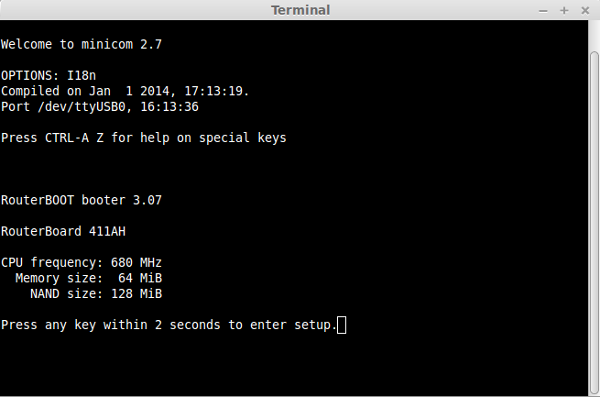 Terminal
Welcome to minicom 2.7
OPTIONS: I18n
Compiled on Jan  1 2014, 17:13:19.
Port /dev/ttyUSB0, 16:13:36
Press CTRL-A Z for help on special keys
RouterBOOT booter 3.07
RouterBoard 411AH
CPU frequency: 680 MHz
  Memory size:  64 MiB
    NAND size: 128 MiB
Press any key within 2 seconds to enter setup.